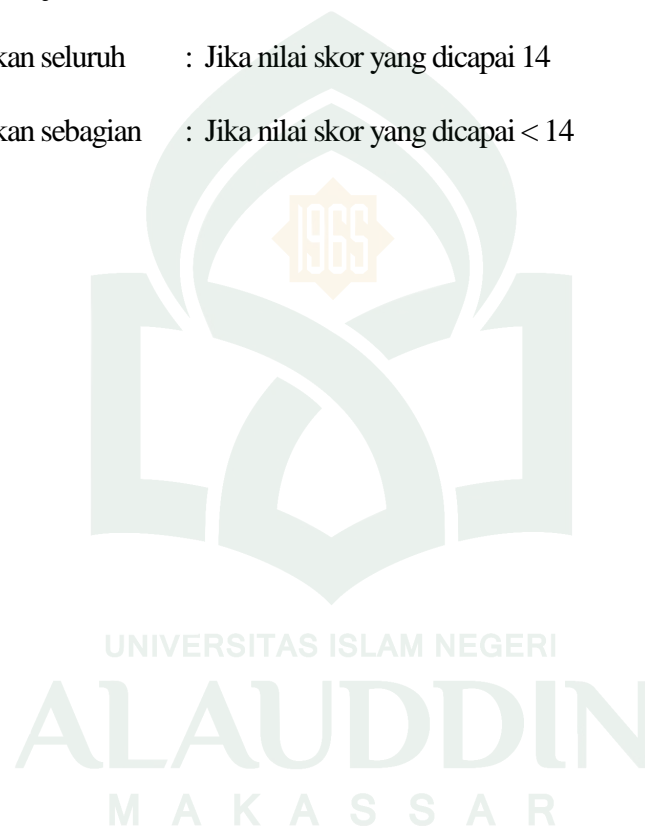 kan seluruh : Jika nilai skor yang dicapai 14
kan sebagian : Jika nilai skor yang dicapai < 14
1965
UNIVERSITAS ISLAM NEGERI
ALAUDDIN
MAKASSAR